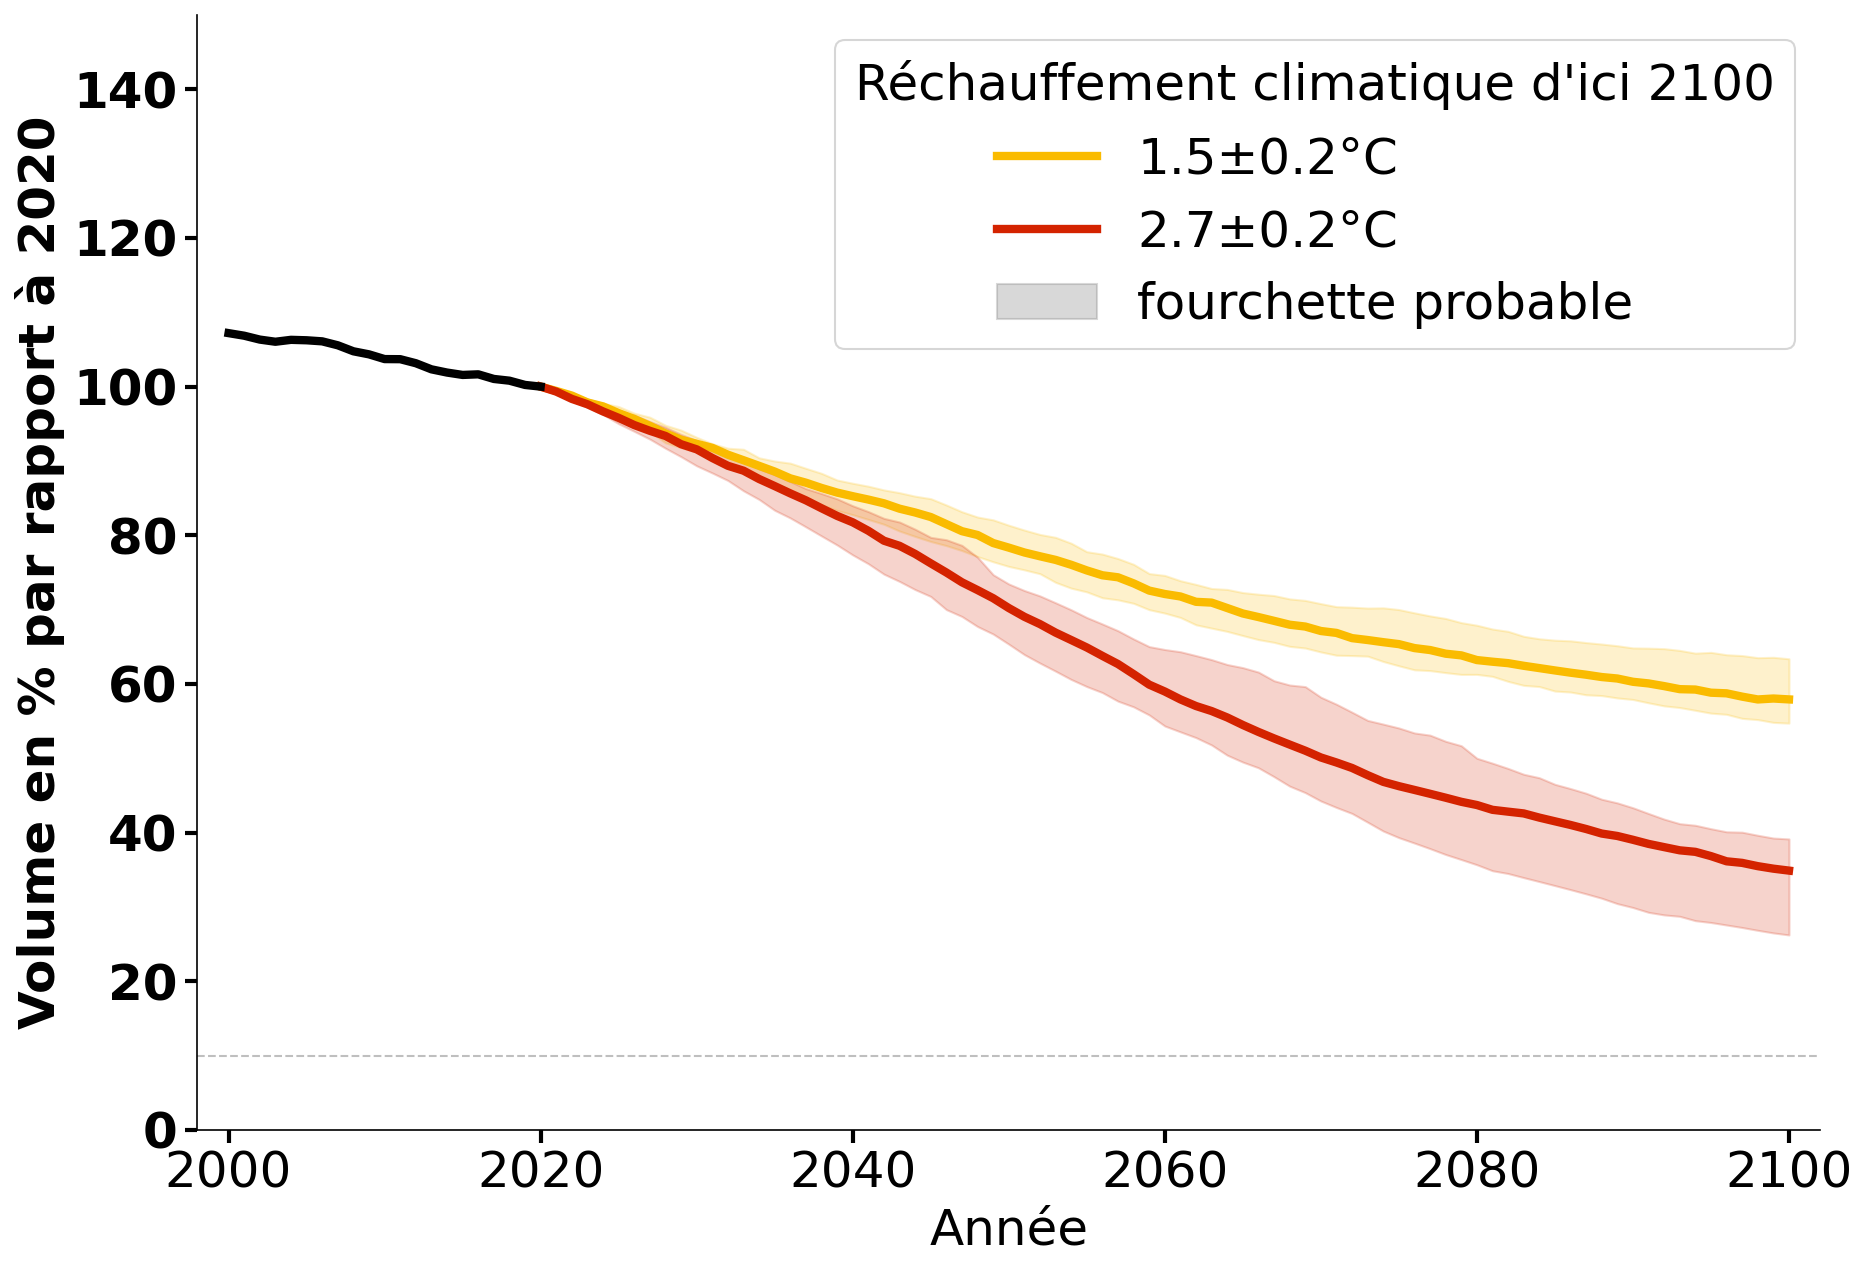 Réchauffement climatique d'ici 2100
1.5±0.2°C
2.7±0.2°C
fourchette probable
Volume en % par rapport à 2020
140
120
100
80
60
40
20
0
2000 2020 2040 2060 2080 2100
Année